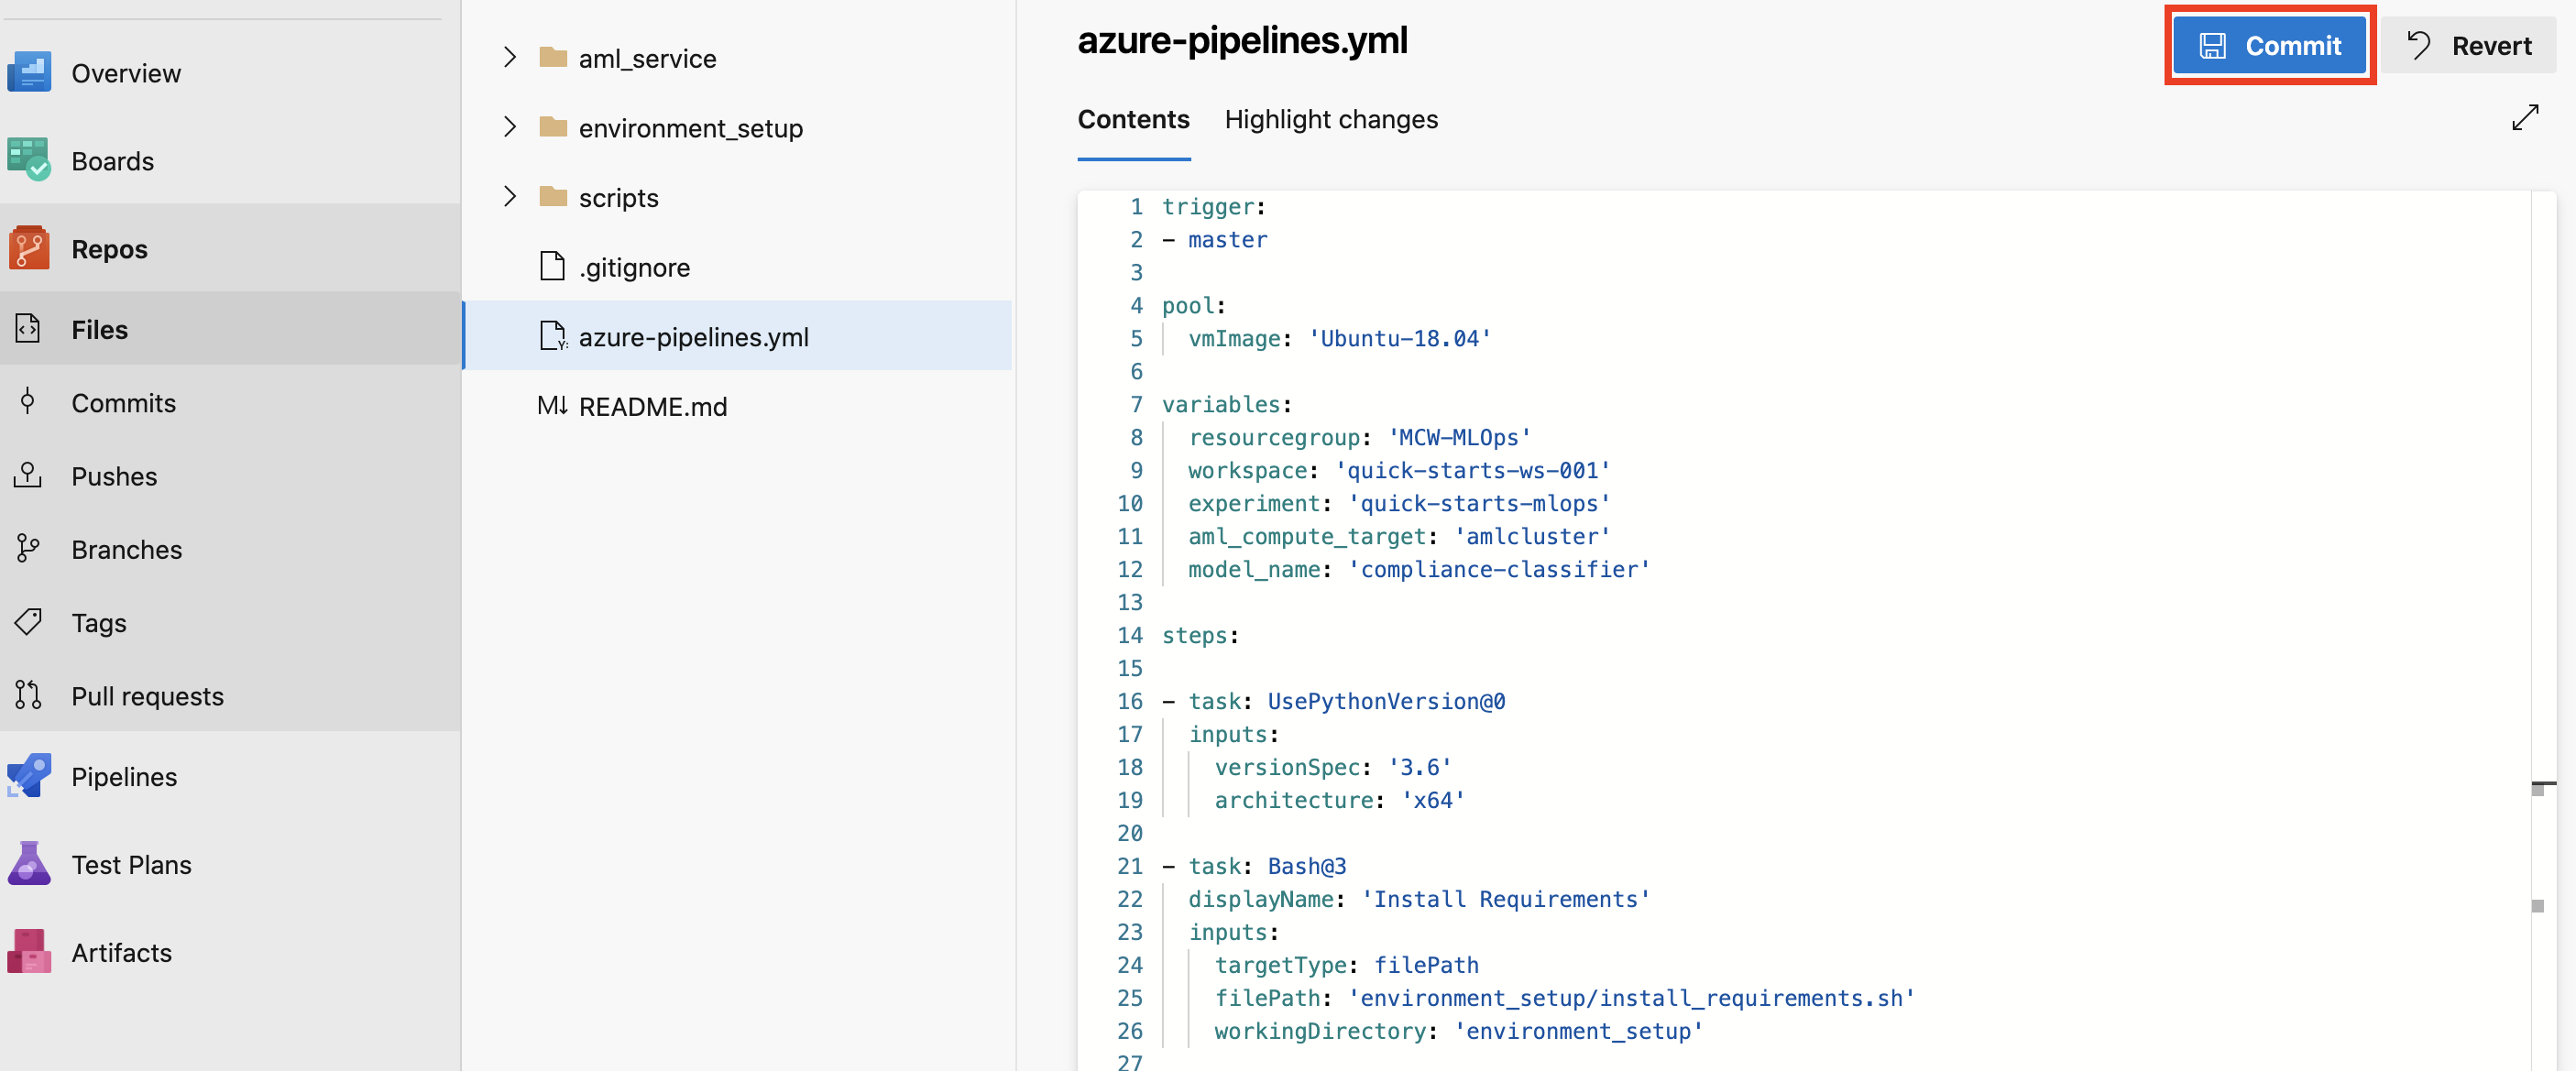 Overview
Boards
Repos
Files
Commits
Pushes
Branches
Tags
Pull requests
Pipelines
Test Plans
Artifacts
aml_service
environment_setup
scripts
.gitignore
azure-pipelines.yml
README.md
azure-pipelines.yml
Commit
Revert
Contents
Highlight changes
1 trigger:
2 - master
3
4 pool:
5 vmImage: 'Ubuntu-18.04'
6
7 variables:
8 resourcegroup: 'MCW-MLOps'
9 workspace: 'quick-starts-ws-001'
10 experiment: 'quick-starts-mlops'
11 aml_compute_target: 'amlcluster'
12 model_name: 'compliance-classifier'
13
14 steps:
15
16 - task: UsePythonVersion@0
17 inputs:
18 versionSpec: '3.6'
19 architecture: 'x64'
20
21 - task: Bash@3
22 displayName: 'Install Requirements'
23 inputs:
24 targetType: filePath
25 filePath: 'environment_setup/install_requirements.sh'
26 workingDirectory: 'environment_setup'
27